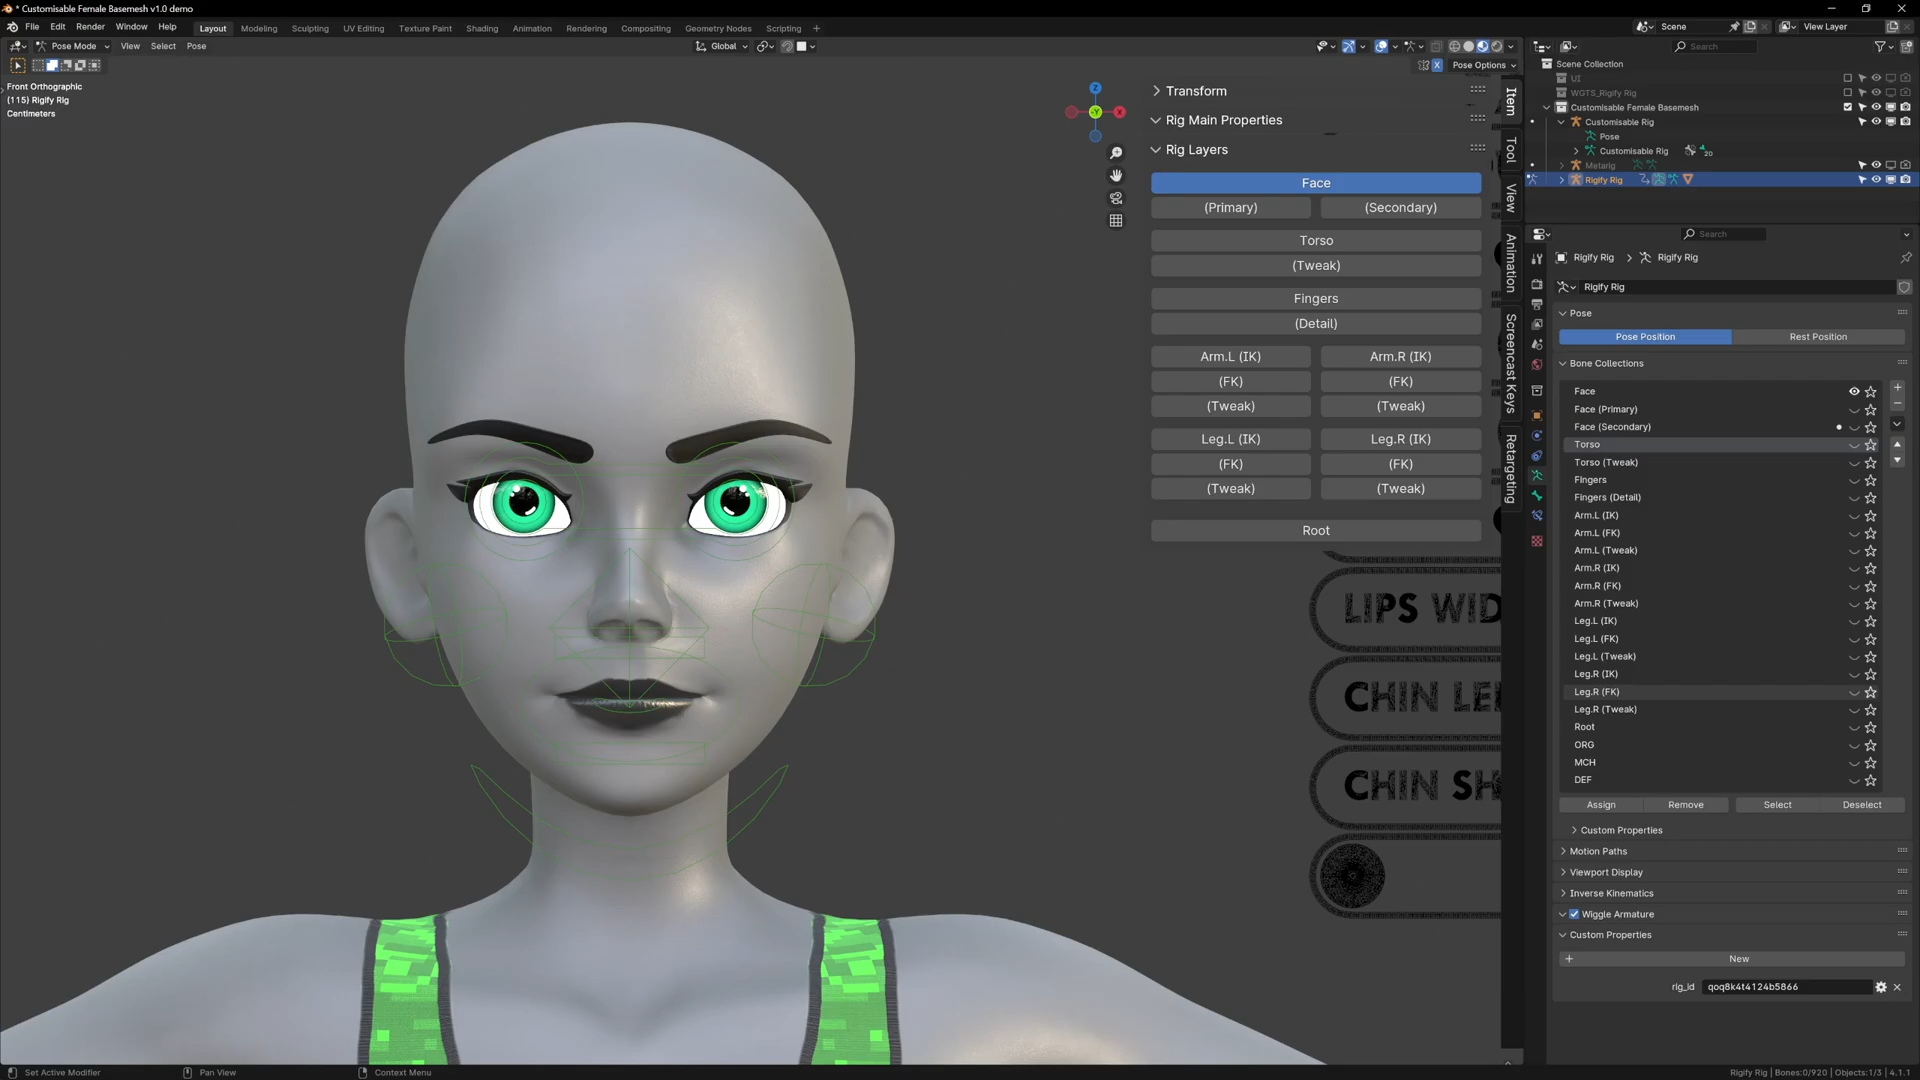 * Customisable Female Basemesh v1.0 demo
File Edit Render Window Help
Layout Modeling Sculpting UV Editing Texture Paint Shading Animation Rendering Compositing Geometry Nodes Scripting +
Scene
View Layer
Pose Mode View Select Pose
Global
Search
Pose Options
Front Orthographic
(115) Rigify Rig
Centimeters
Z
-Y
X
X
Transform
Rig Main Properties
Rig Layers
Face
(Primary) (Secondary)
Torso
(Tweak)
Fingers
(Detail)
Arm.L (IK) Arm.R (IK)
(FK) (FK)
(Tweak) (Tweak)
Leg.L (IK) Leg.R (IK)
(FK) (FK)
(Tweak) (Tweak)
Root
Item
Tool
View
Animation
Screencast Keys
Retargeting
LIPS WID
CHIN LE
CHIN SH
Scene Collection
UI
WGTS_Rigify Rig
Customisable Female Basemesh
Customisable Rig
Pose
Customisable Rig
20
Metarig
Rigify Rig
Search
Rigify Rig > Rigify Rig
Rigify Rig
Pose
Pose Position Rest Position
Bone Collections
Face
Face (Primary)
Face (Secondary)
Torso
Torso (Tweak)
Fingers
Fingers (Detail)
Arm.L (IK)
Arm.L (FK)
Arm.L (Tweak)
Arm.R (IK)
Arm.R (FK)
Arm.R (Tweak)
Leg.L (IK)
Leg.L (FK)
Leg.L (Tweak)
Leg.R (IK)
Leg.R (FK)
Leg.R (Tweak)
Root
ORG
MCH
DEF
Assign Remove Select Deselect
Custom Properties
Motion Paths
Viewport Display
Inverse Kinematics
Wiggle Armature
Custom Properties
+ New
rig_id qoq8k4t4124b5866
Set Active Modifier Pan View Context Menu
Rigify Rig | Bones:0/920 | Objects:1/3 | 4.1.1